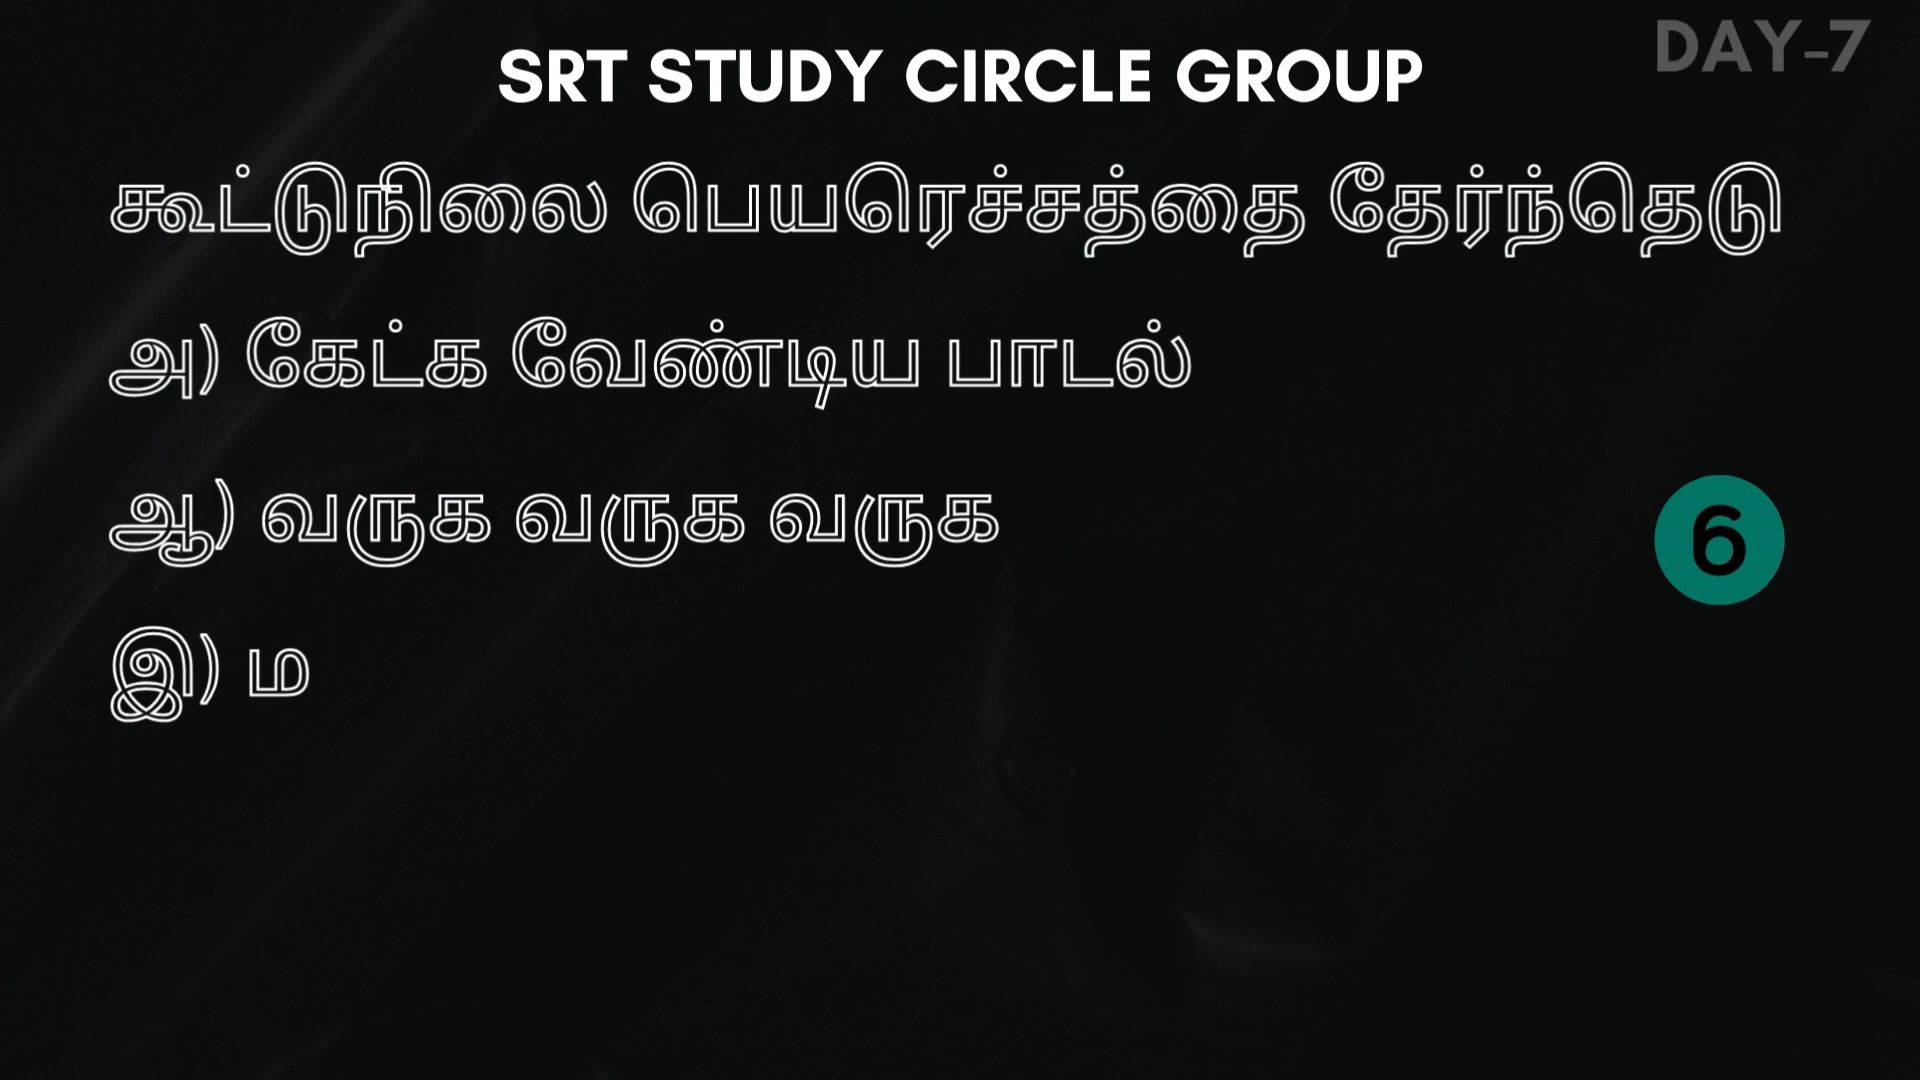 DAY-7
SRT STUDY CIRCLE GROUP
கூட்டுநிலை பெயரெச்சத்தை தேர்ந்தெடு
அ) கேட்க வேண்டிய பாடல்
ஆ) வருக வருக வருக
6
இ) ம